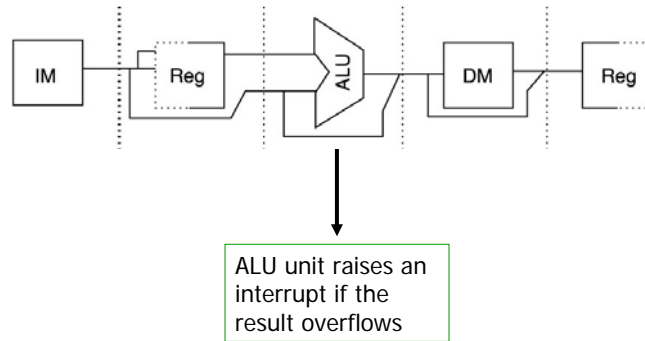 IM
Reg
ALU
DM
Reg
ALU unit raises an
interrupt if the
result overflows